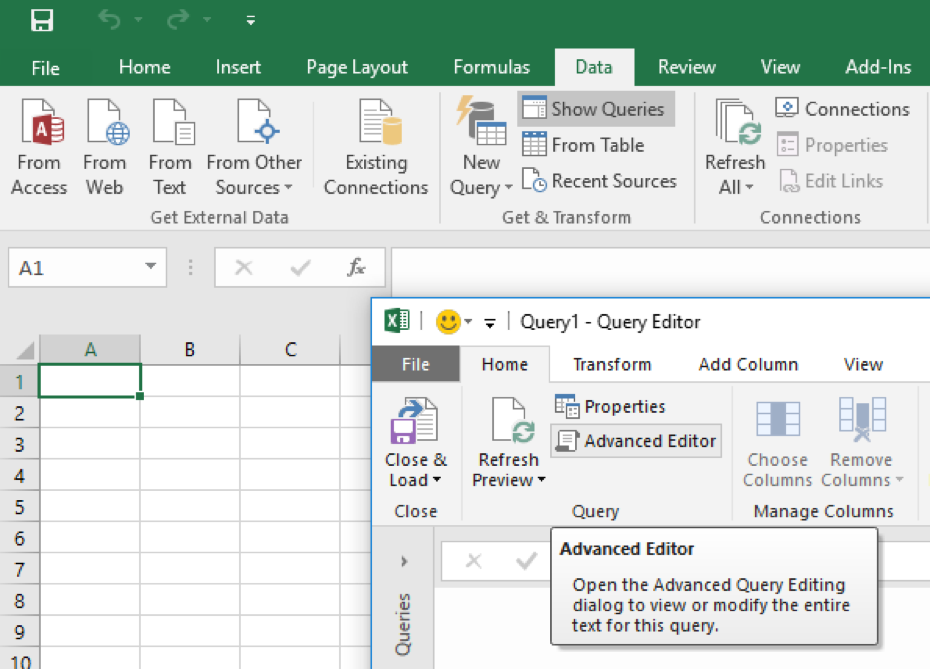 File Home Insert Page Layout Formulas Data Review View Add-Ins
From Access
From Web
From Text
From Other Sources
Existing Connections
Get External Data
New Query
Show Queries
From Table
Recent Sources
Get & Transform
Refresh All
Connections
Properties
Edit Links
Connections
A1
fx
A B C
1
2
3
4
5
6
7
8
9
10
Query1 - Query Editor
File Home Transform Add Column View
Close & Load
Close
Refresh Preview
Properties
Advanced Editor
Query
Choose Columns
Remove Columns
Manage Columns
Queries
Advanced Editor
Open the Advanced Query Editing
dialog to view or modify the entire
text for this query.